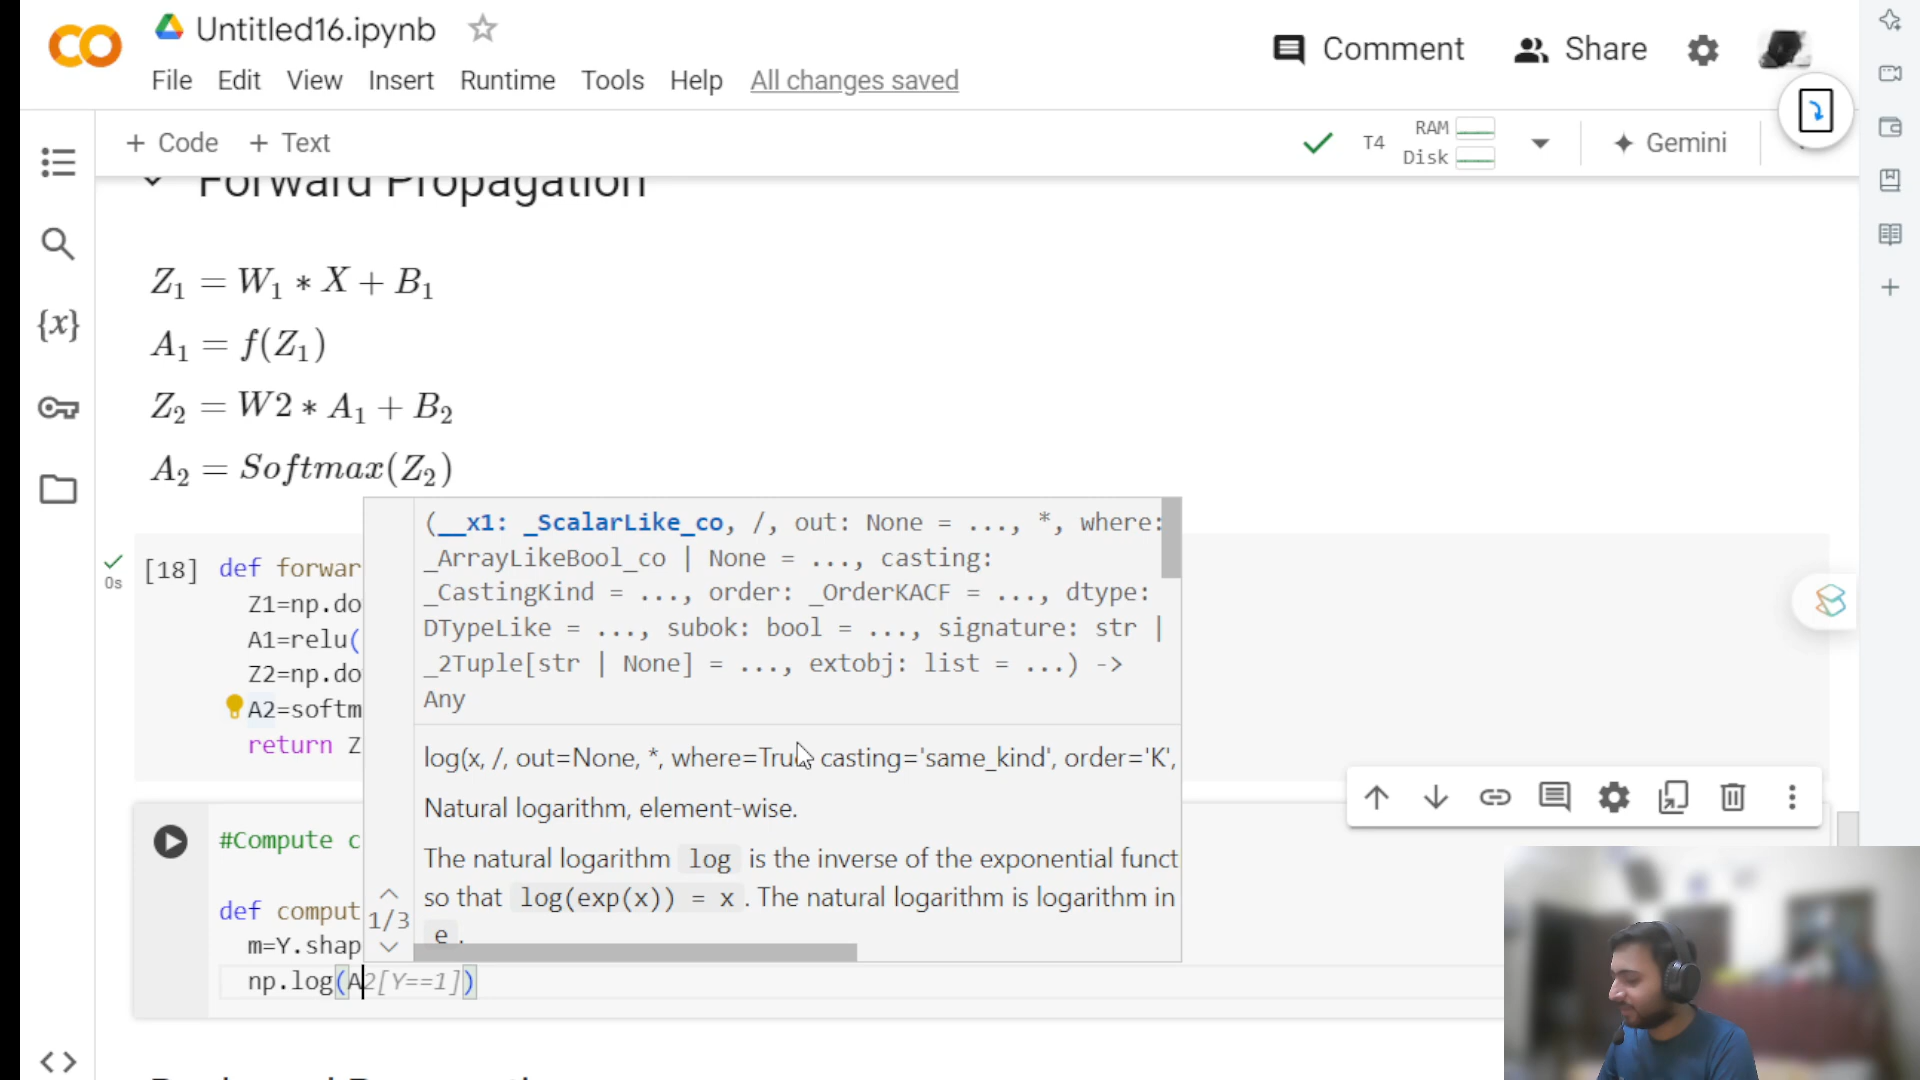 Untitled16.ipynb
Comment
Share
File Edit View Insert Runtime Tools Help All changes saved
+ Code + Text
T4
RAM
Disk
Gemini
Forward Propagation
Z₁ = W₁ ∗ X + B₁
A₁ = f(Z₁)
Z₂ = W2 ∗ A₁ + B₂
A₂ = Softmax(Z₂)
(__x1: _ScalarLike_co, /, out: None = ..., *, where:
_ArrayLikeBool_co | None = ..., casting:
_CastingKind = ..., order: _OrderKACF = ..., dtype:
DTypeLike = ..., subok: bool = ..., signature: str |
_2Tuple[str | None] = ..., extobj: list = ...) ->
Any
log(x, /, out=None, *, where=True casting='same_kind', order='K',
Natural logarithm, element-wise.
The natural logarithm log is the inverse of the exponential funct
so that log(exp(x)) = x . The natural logarithm is logarithm in
e .
1/3
0s
[18]
def forwar
Z1=np.do
A1=relu(
Z2=np.do
A2=softm
return Z
#Compute c
def comput
m=Y.shap
np.log(A2[Y==1])